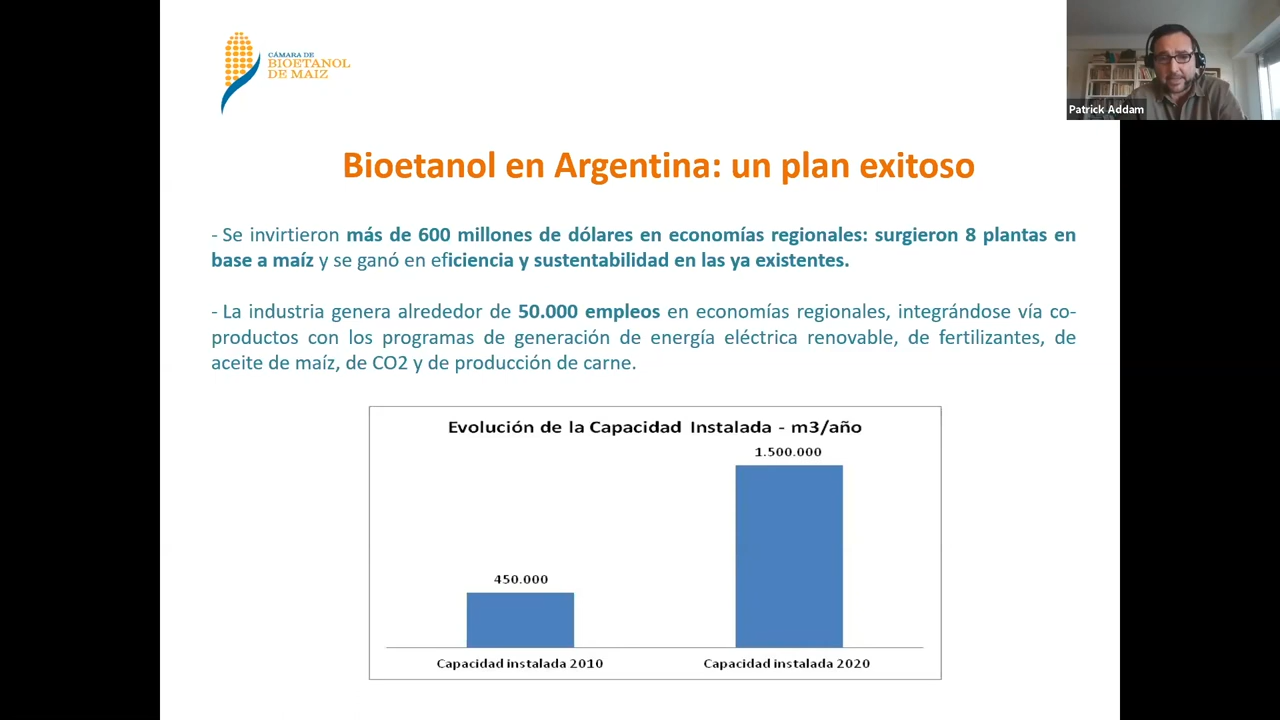 CÁMARA DE
BIOETANOL
DE MAIZ
Patrick Addam
Bioetanol en Argentina: un plan exitoso
- Se invirtieron más de 600 millones de dólares en economías regionales: surgieron 8 plantas en
base a maíz y se ganó en eficiencia y sustentabilidad en las ya existentes.
- La industria genera alrededor de 50.000 empleos en economías regionales, integrándose vía co-
productos con los programas de generación de energía eléctrica renovable, de fertilizantes, de
aceite de maíz, de CO2 y de producción de carne.
Evolución de la Capacidad Instalada - m3/año
1.500.000
450.000
Capacidad instalada 2010
Capacidad instalada 2020